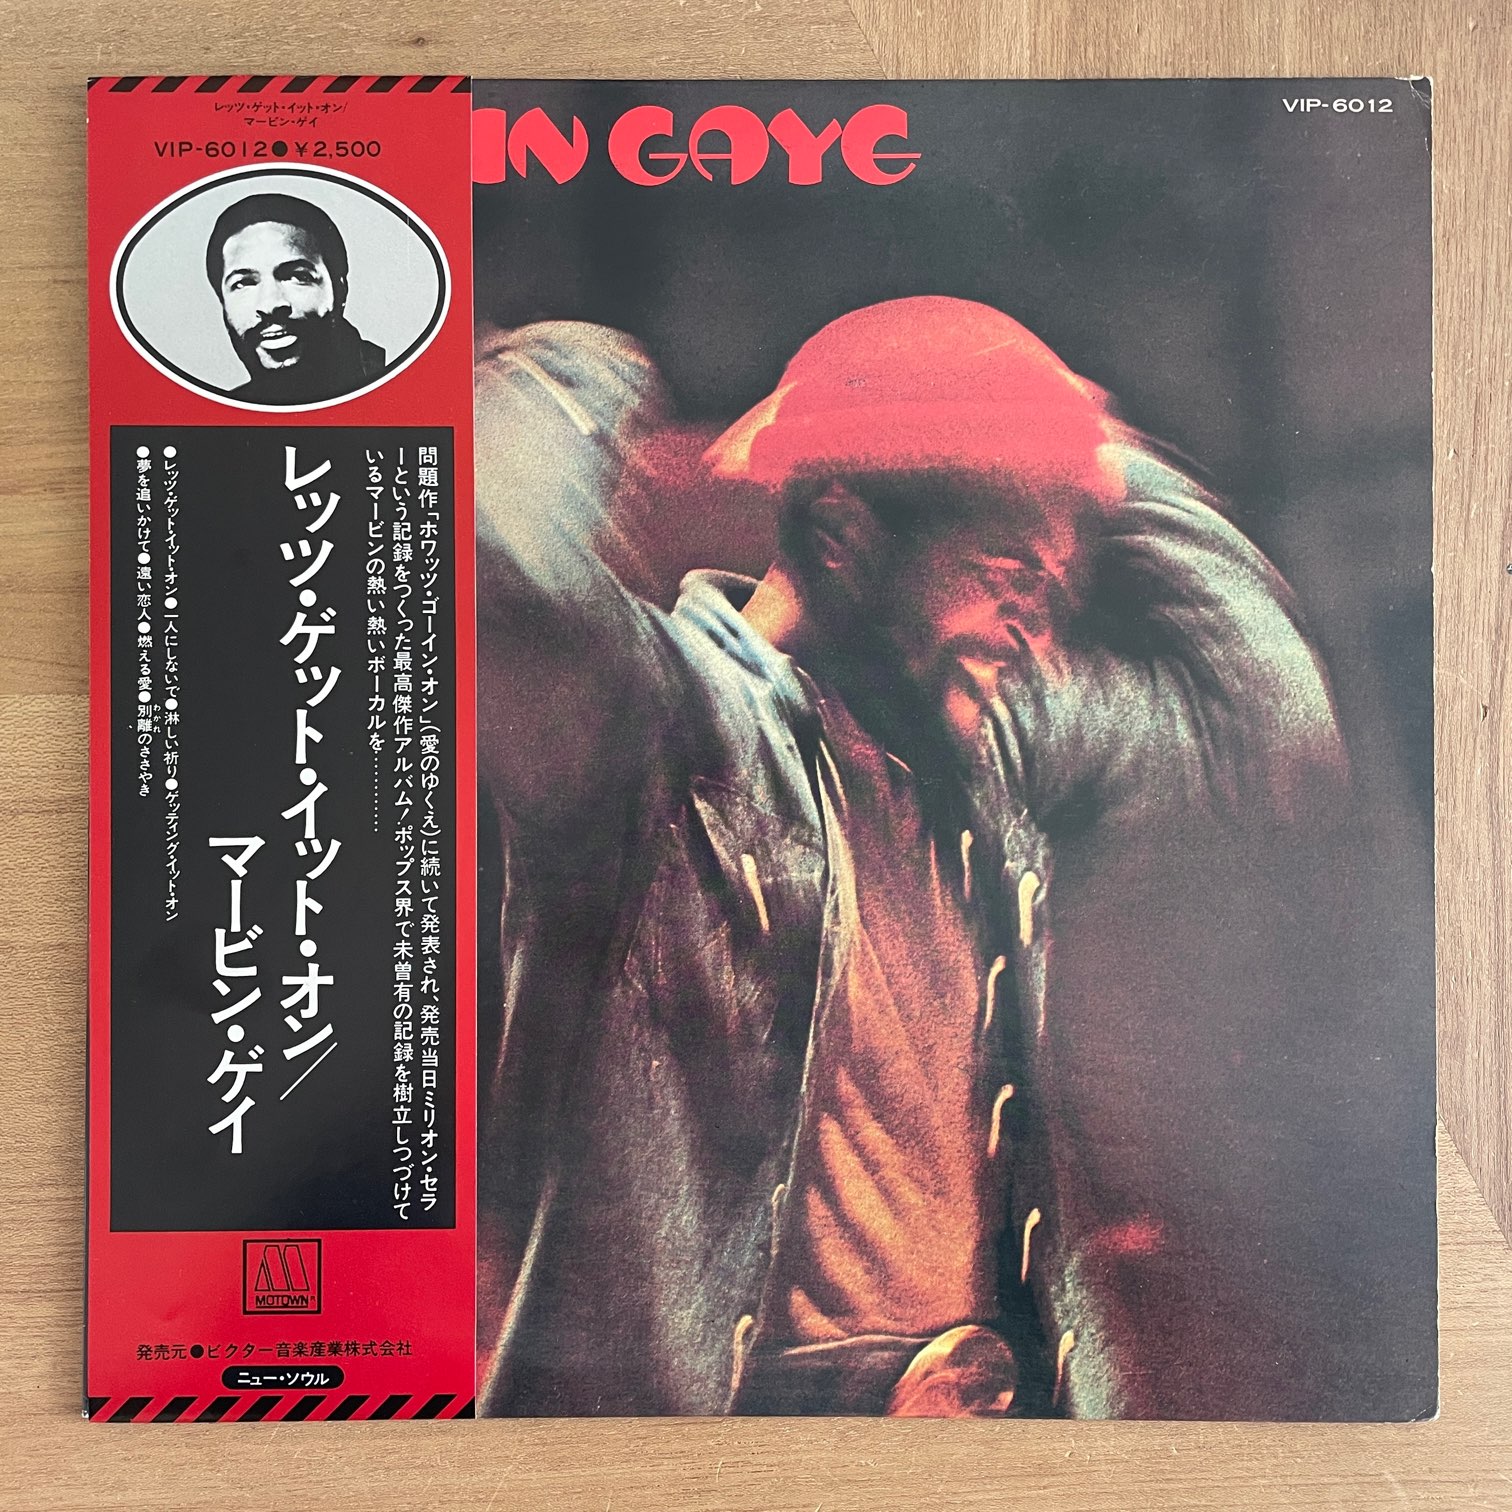 レッツ・ゲット・イット・オン/
マービン・ゲイ
VIP-6012●¥2,500
IN GAYE
VIP-6012
問題作「ホワッツ・ゴーイン・オン」(愛のゆくえ)に続いて発表され、発売当日ミリオン・セラ
ーという記録をつくった最高傑作アルバム!ポップス界で未曽有の記録を樹立しつづけて
いるマービンの熱い熱いボーカルを…………
レッツ・ゲット・イット・オン/
マービン・ゲイ
●レッツ・ゲット・イット・オン●一人にしないで●淋しい祈り●ゲッティング・イット・オン
●夢を追いかけて●遠い恋人●燃える愛●別離のささやき
わかれ
MOTOWN
発売元●ビクター音楽産業株式会社
ニュー・ソウル